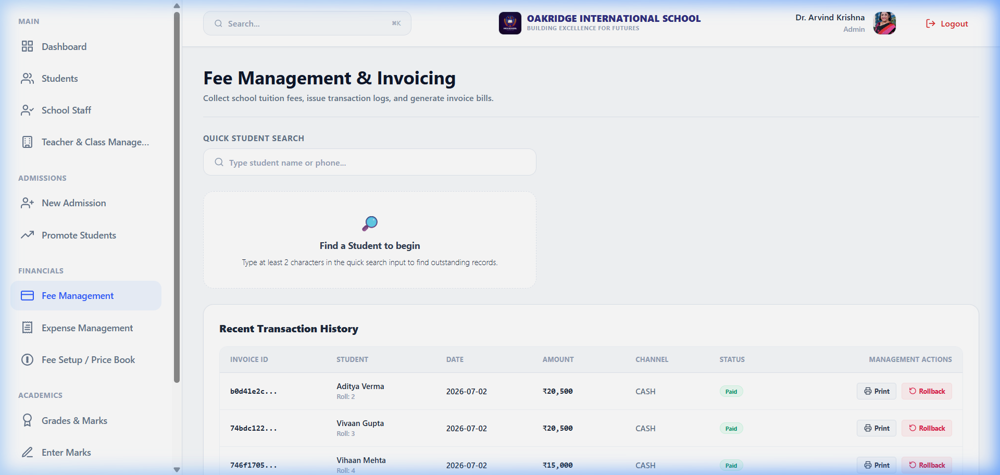 MAIN
Dashboard
Students
School Staff
Teacher & Class Manage...
ADMISSIONS
New Admission
Promote Students
FINANCIALS
Fee Management
Expense Management
Fee Setup / Price Book
ACADEMICS
Grades & Marks
Enter Marks
Search... ⌘K
OAKRIDGE INTERNATIONAL SCHOOL
BUILDING EXCELLENCE FOR FUTURES
Dr. Arvind Krishna
Admin
Logout
Fee Management & Invoicing
Collect school tuition fees, issue transaction logs, and generate invoice bills.
QUICK STUDENT SEARCH
Type student name or phone...
Find a Student to begin
Type at least 2 characters in the quick search input to find outstanding records.
Recent Transaction History
INVOICE ID STUDENT DATE AMOUNT CHANNEL STATUS MANAGEMENT ACTIONS
b0d41e2c... Aditya Verma 2026-07-02 ₹20,500 CASH Paid Print Rollback
Roll: 2
74bdc122... Vivaan Gupta 2026-07-02 ₹20,500 CASH Paid Print Rollback
Roll: 3
746f1705... Vihaan Mehta 2026-07-02 ₹15,000 CASH Paid Print Rollback
Roll: 4